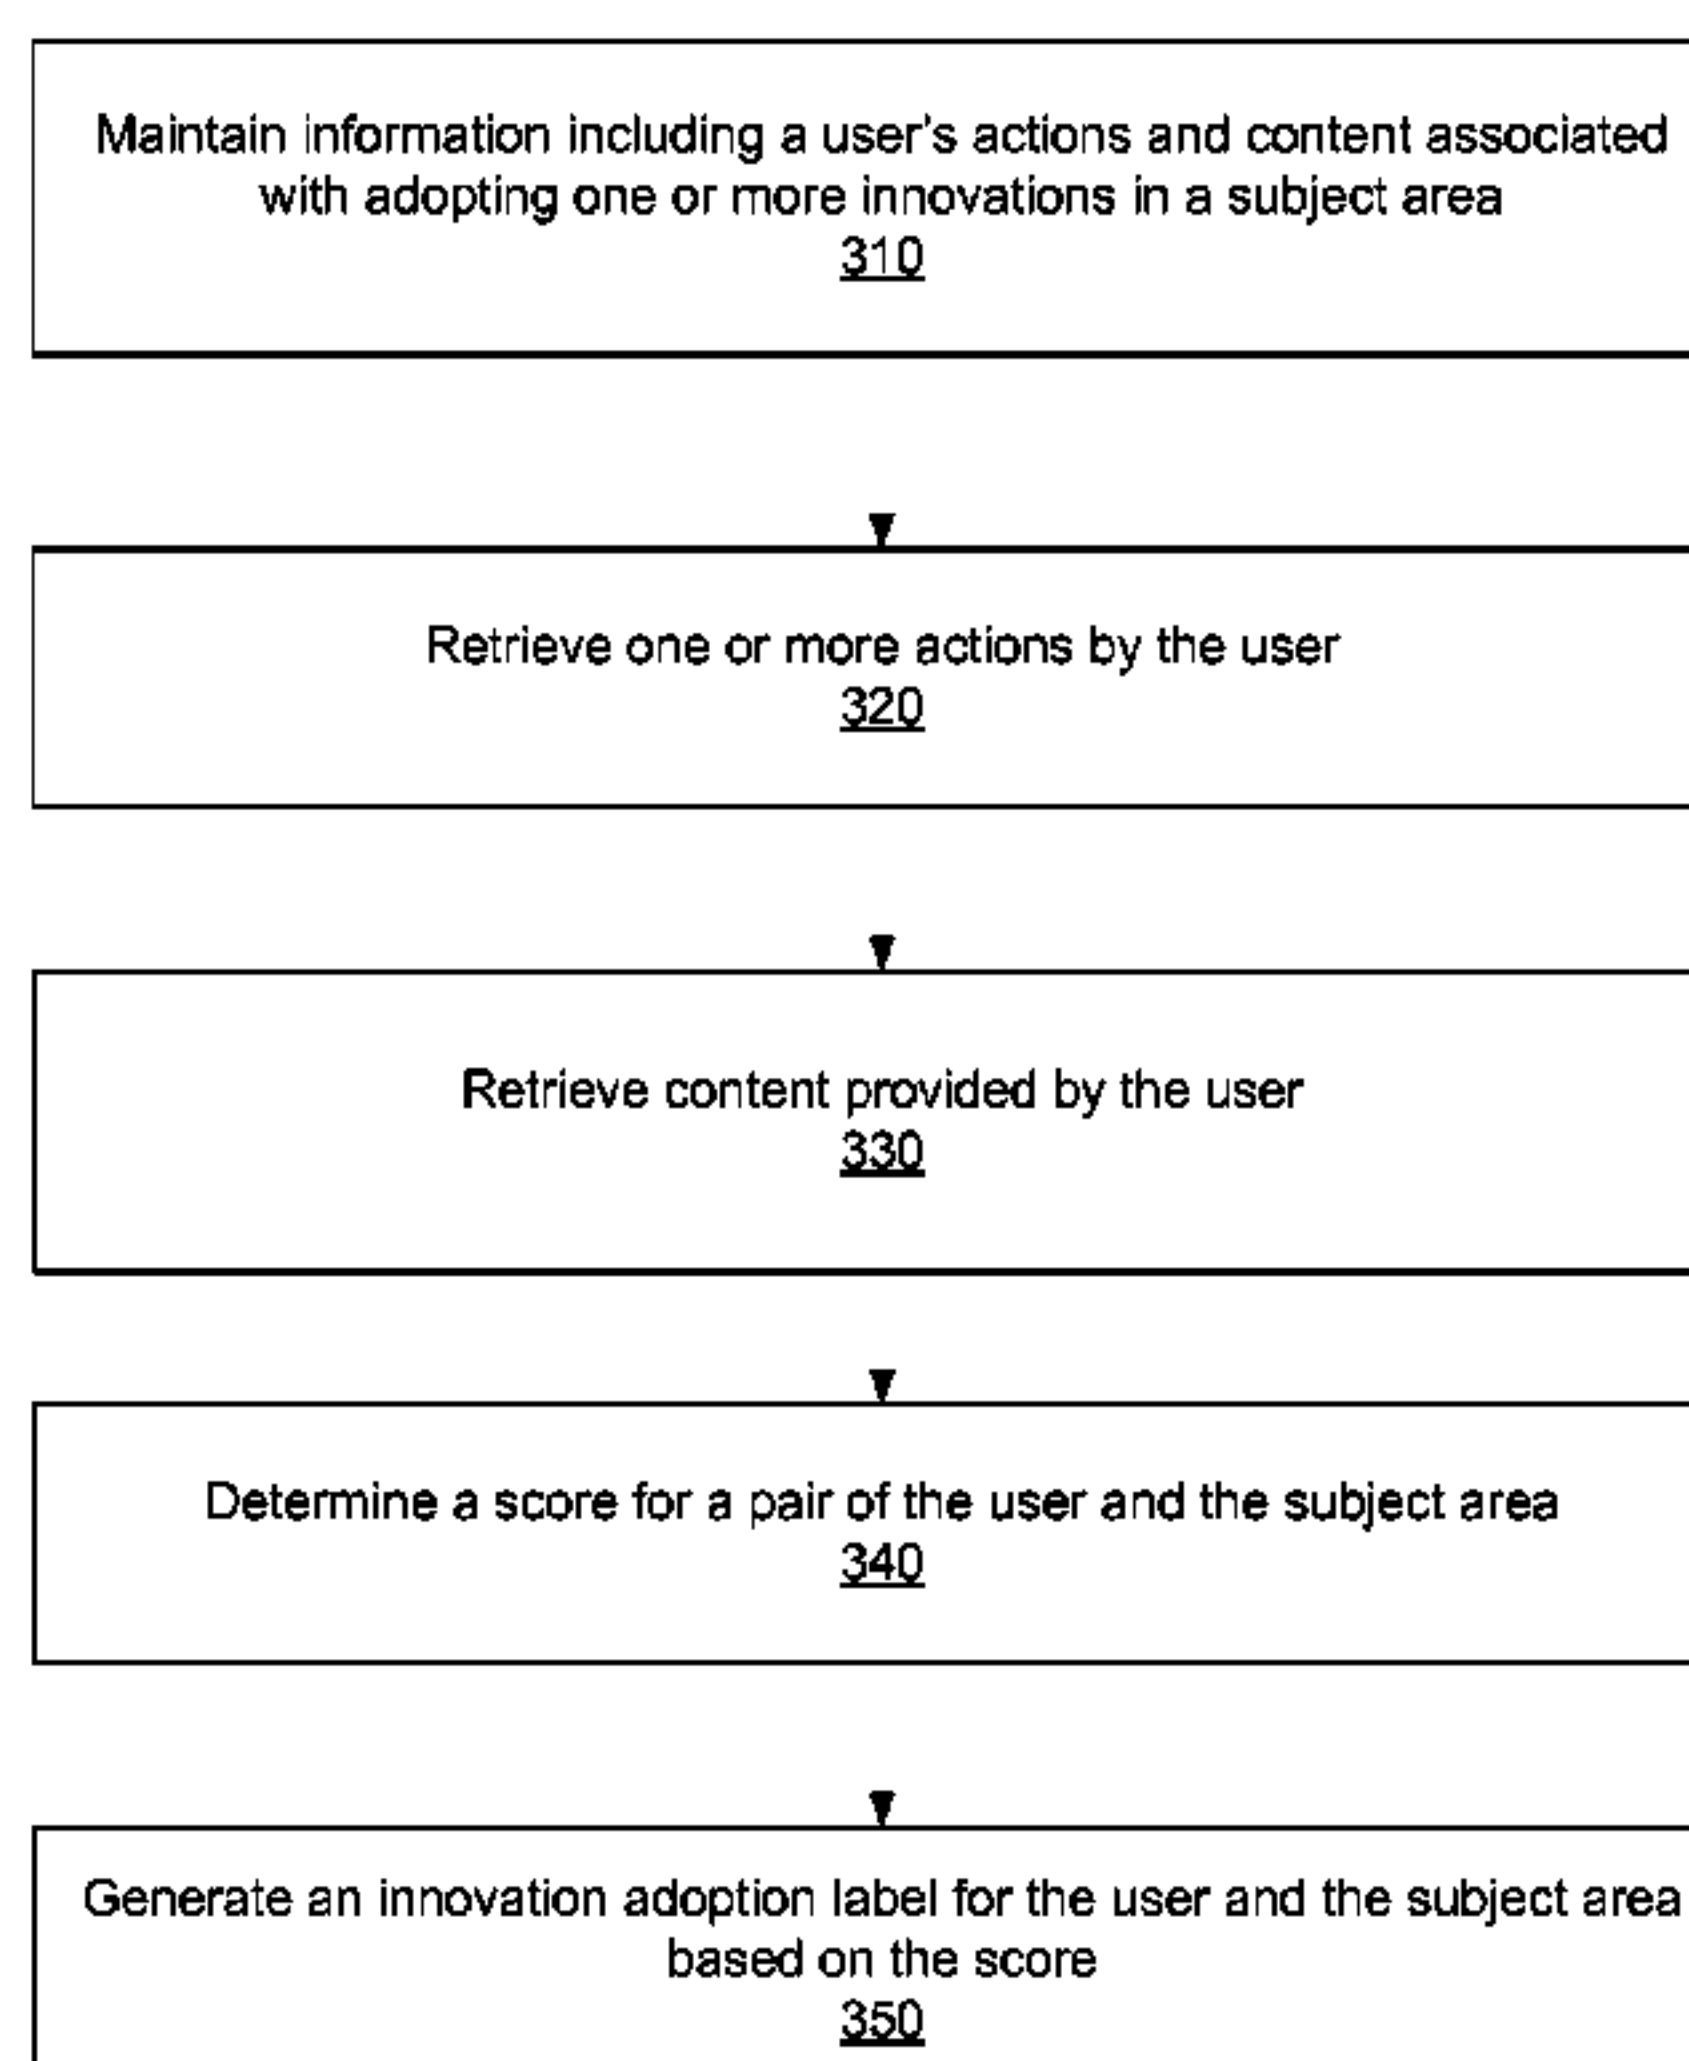 Maintain information including a user's actions and content associated
with adopting one or more innovations in a subject area
310
Retrieve one or more actions by the user
320
Retrieve content provided by the user
330
Determine a score for a pair of the user and the subject area
340
Generate an innovation adoption label for the user and the subject area
based on the score
350